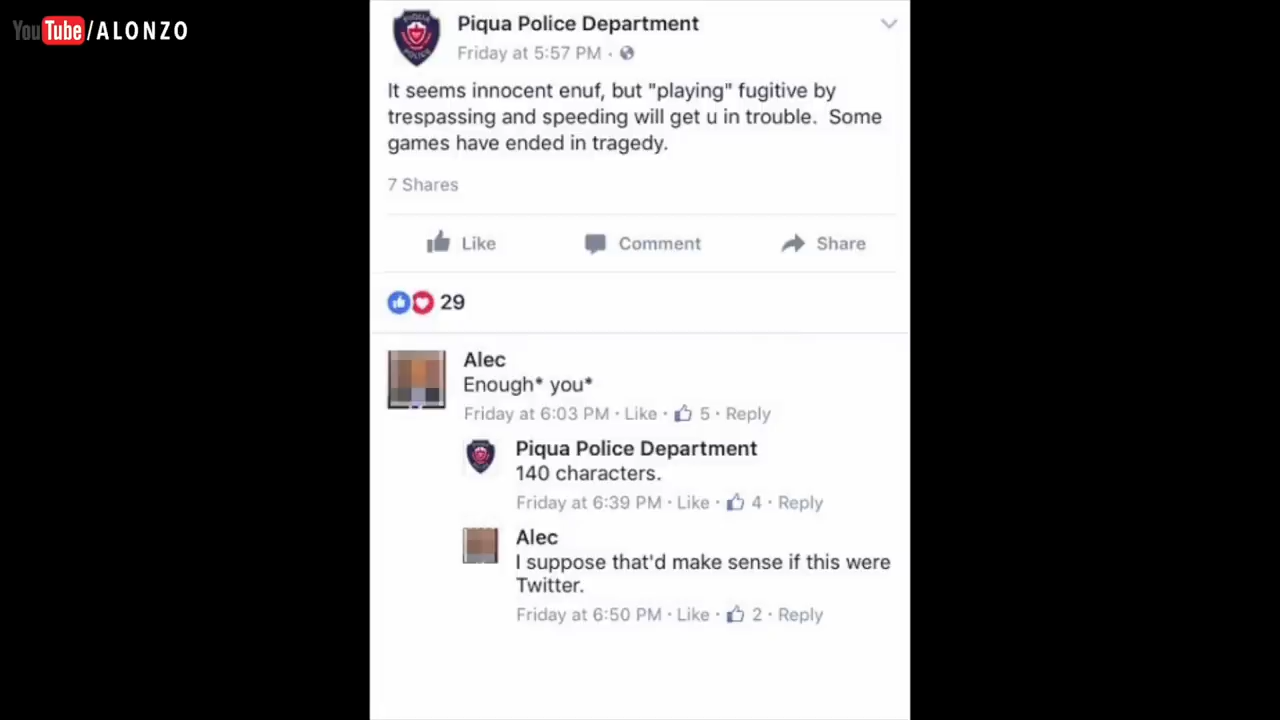 YouTube/ALONZO
Piqua Police Department
Friday at 5:57 PM ·
It seems innocent enuf, but "playing" fugitive by
trespassing and speeding will get u in trouble.  Some
games have ended in tragedy.
7 Shares
Like Comment Share
29
Alec
Enough* you*
Friday at 6:03 PM · Like · 5 · Reply
Piqua Police Department
140 characters.
Friday at 6:39 PM · Like · 4 · Reply
Alec
I suppose that'd make sense if this were
Twitter.
Friday at 6:50 PM · Like · 2 · Reply